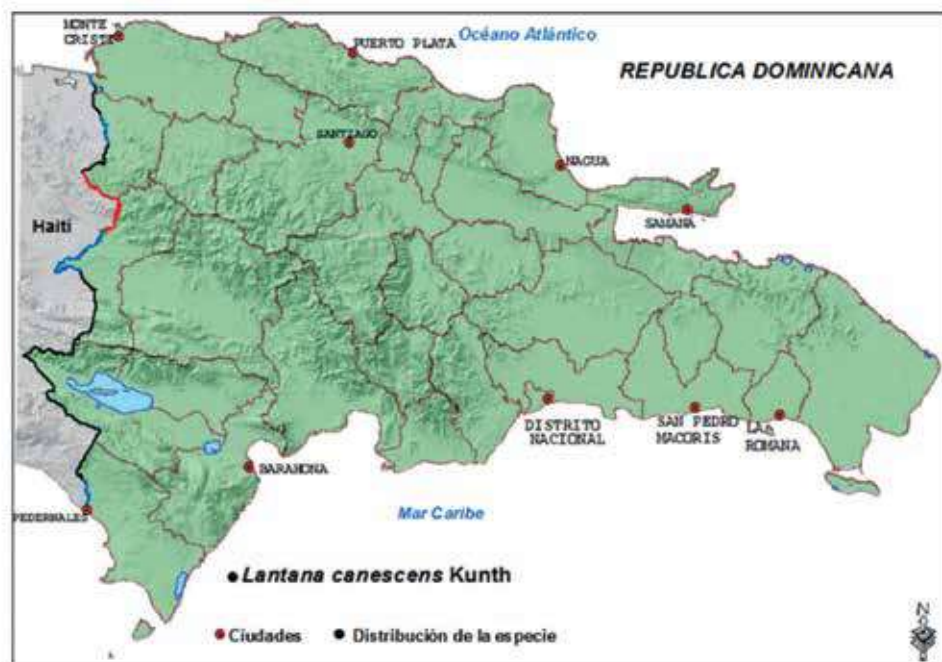 MONTE
CRISTI
PUERTO PLATA
Océano Atlántico
REPUBLICA DOMINICANA
SANTIAGO
NAGUA
SAMANA
Haití
DISTRITO
NACIONAL
SAN PEDRO
MACORIS
LA
ROMANA
BARAHONA
PEDERNALES
Mar Caribe
Lantana canescens Kunth
Ciudades
Distribución de la especie
N